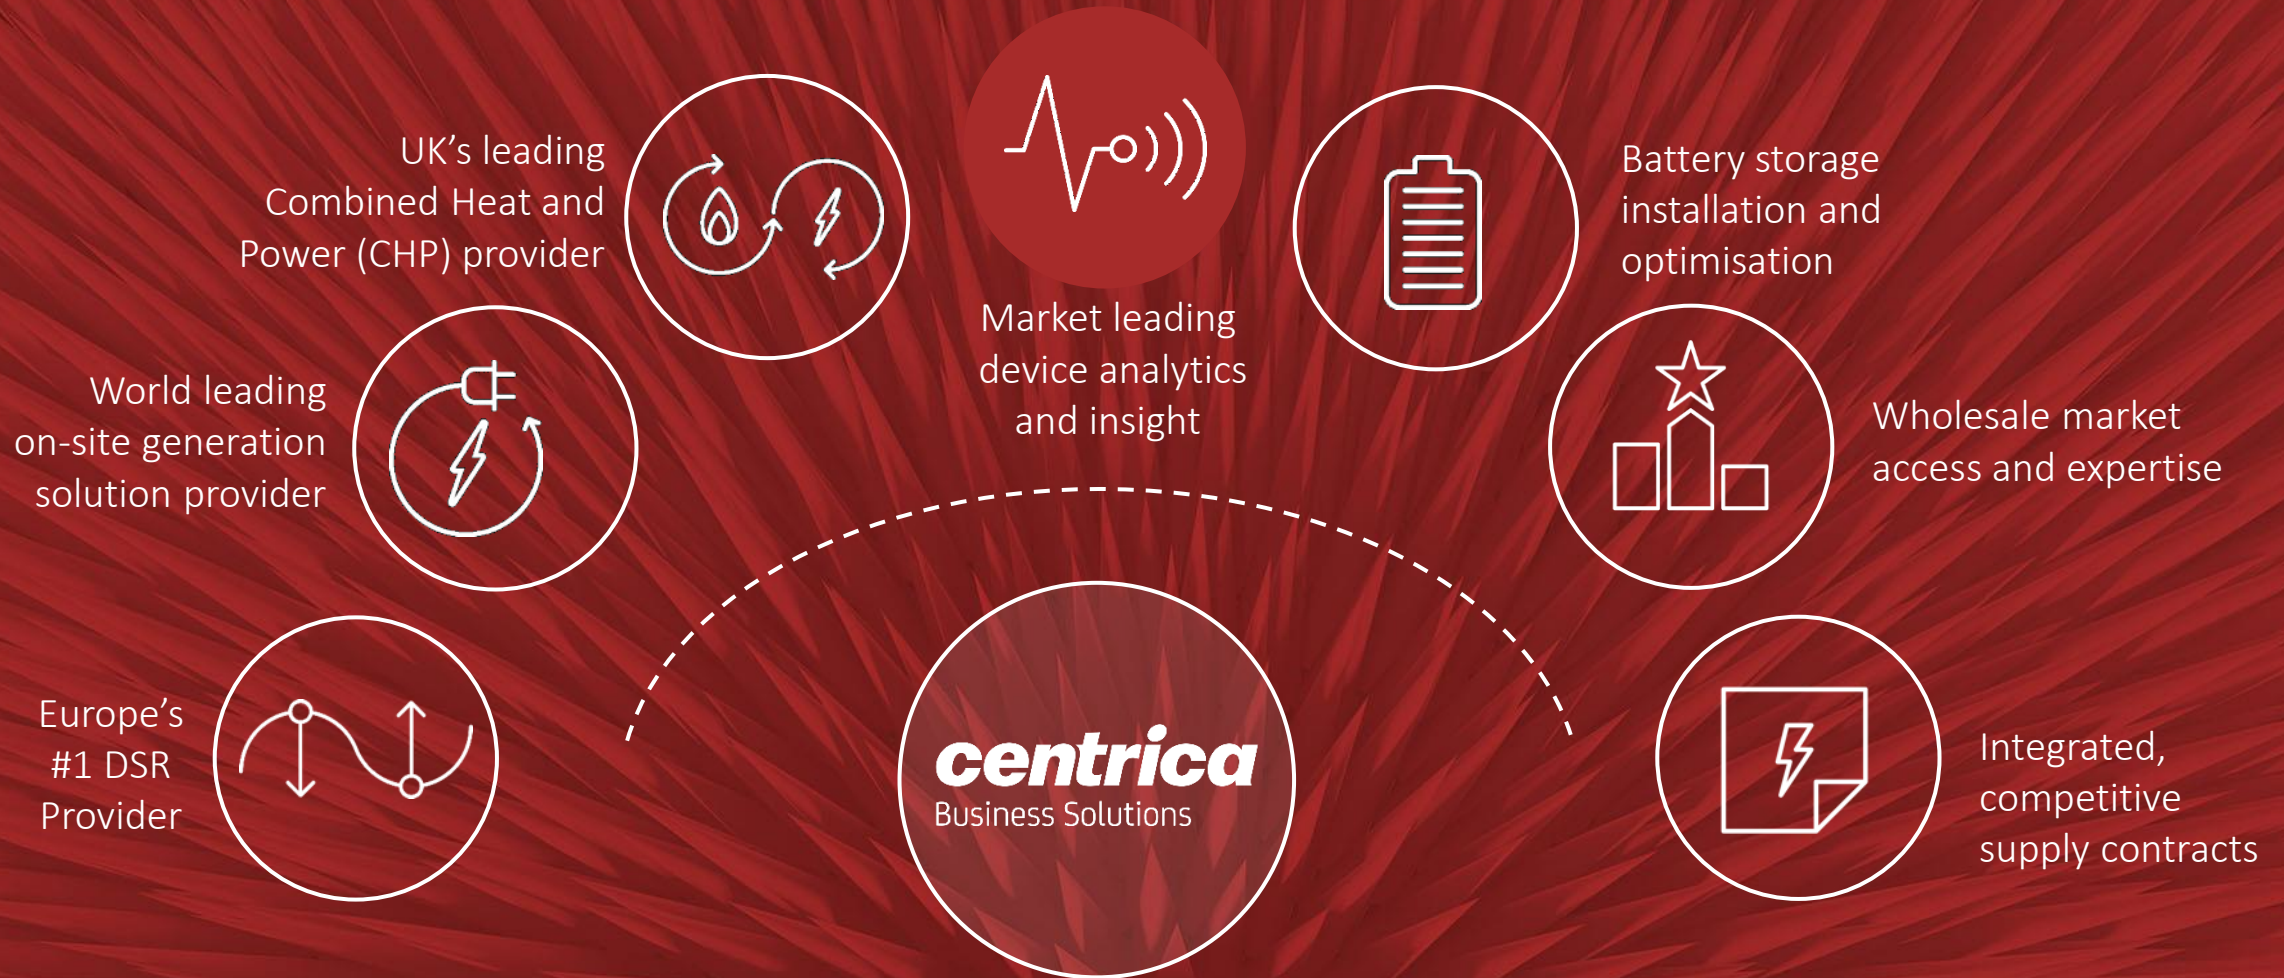 UK’s leading
Combined Heat and
Power (CHP) provider
Market leading
device analytics
and insight
Battery storage
installation and
optimisation
World leading
on-site generation
solution provider
Wholesale market
access and expertise
Europe’s
#1 DSR
Provider
centrica
Business Solutions
Integrated,
competitive
supply contracts